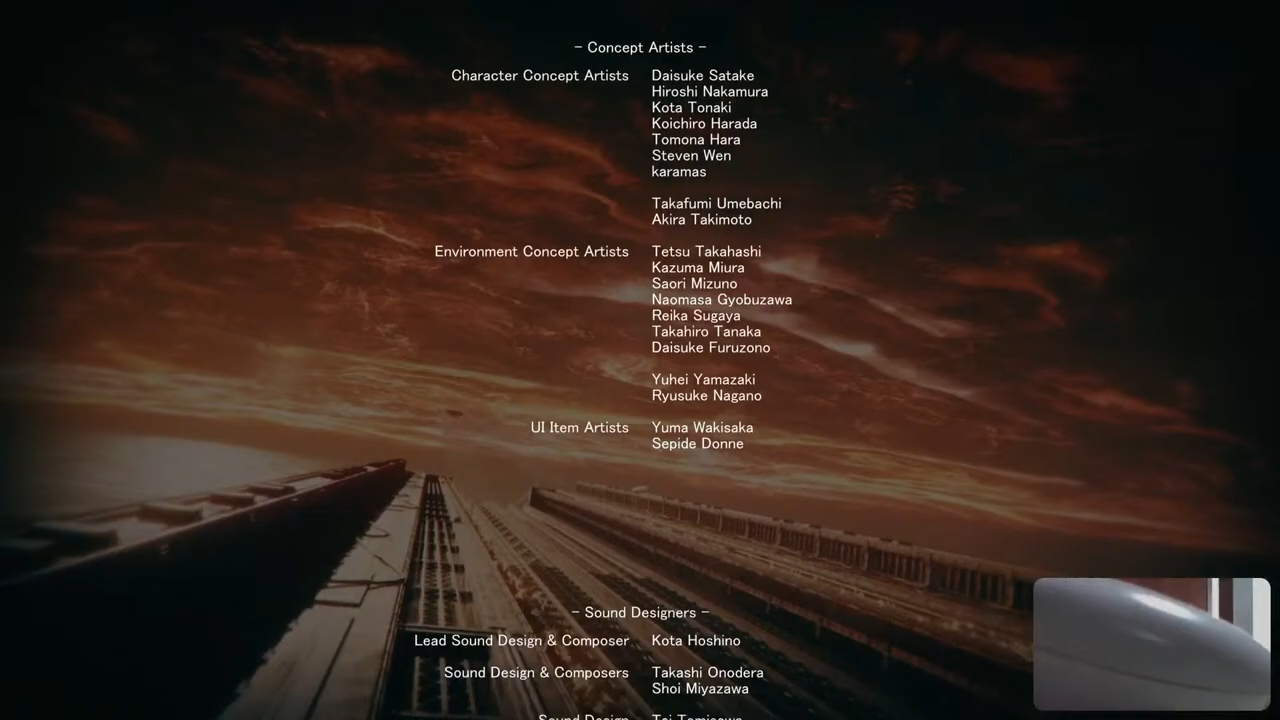 - Concept Artists -
Character Concept Artists Daisuke Satake
Hiroshi Nakamura
Kota Tonaki
Koichiro Harada
Tomona Hara
Steven Wen
karamas
Takafumi Umebachi
Akira Takimoto
Environment Concept Artists Tetsu Takahashi
Kazuma Miura
Saori Mizuno
Naomasa Gyobuzawa
Reika Sugaya
Takahiro Tanaka
Daisuke Furuzono
Yuhei Yamazaki
Ryusuke Nagano
UI Item Artists Yuma Wakisaka
Sepide Donne
- Sound Designers -
Lead Sound Design & Composer Kota Hoshino
Sound Design & Composers Takashi Onodera
Shoi Miyazawa
Sound Design